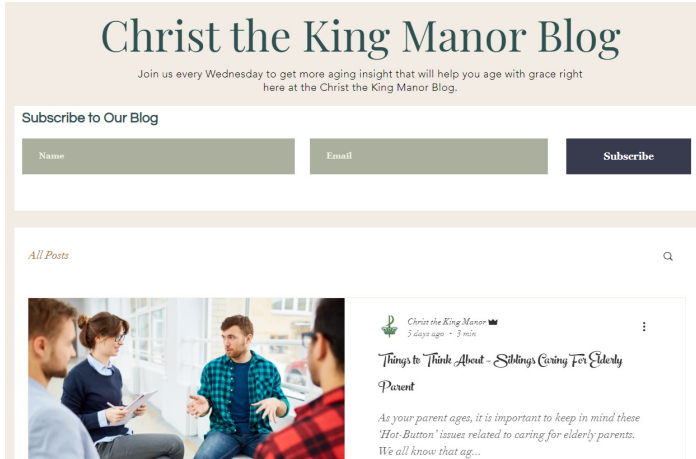 Christ the King Manor Blog
Join us every Wednesday to get more aging insight that will help you age with grace right
here at the Christ the King Manor Blog.
Subscribe to Our Blog
Name
Email
Subscribe
All Posts
Christ the King Manor
5 days ago · 3 min
Things to Think About - Siblings Caring For Elderly
Parent
As your parent ages, it is important to keep in mind these
'Hot-Button' issues related to caring for elderly parents.
We all know that ag...